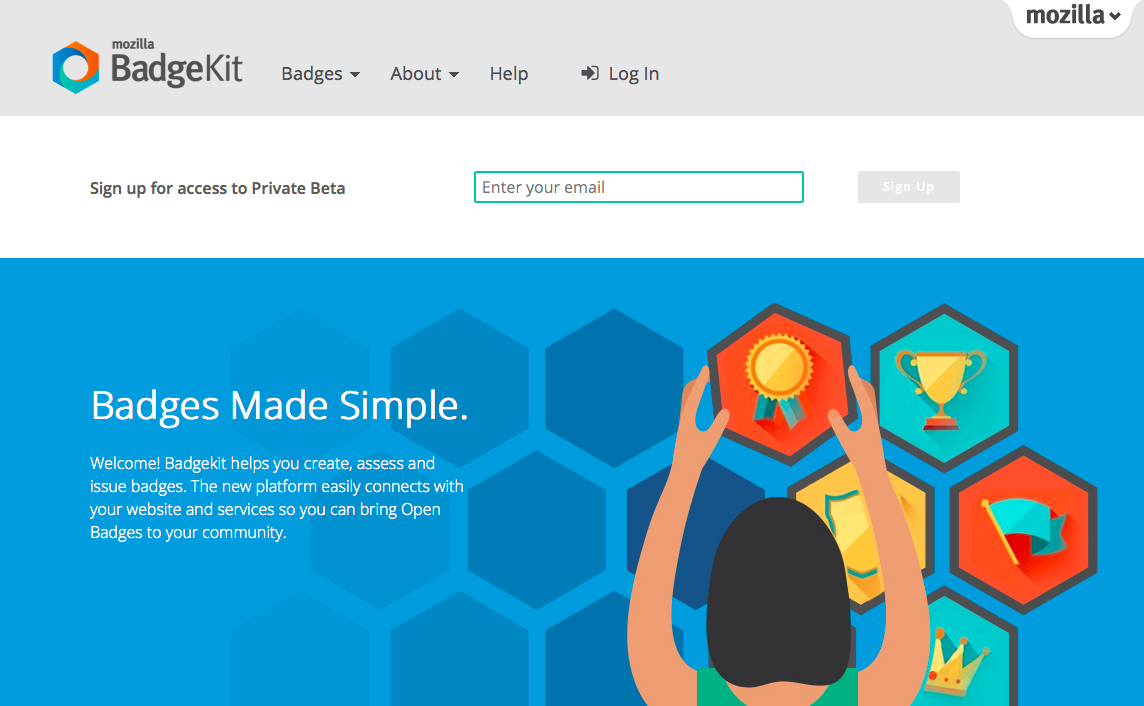 mozilla
mozilla
BadgeKit
Badges
About
Help
Log In
Sign up for access to Private Beta
Enter your email
Sign Up
Badges Made Simple.
Welcome! Badgekit helps you create, assess and
issue badges. The new platform easily connects with
your website and services so you can bring Open
Badges to your community.